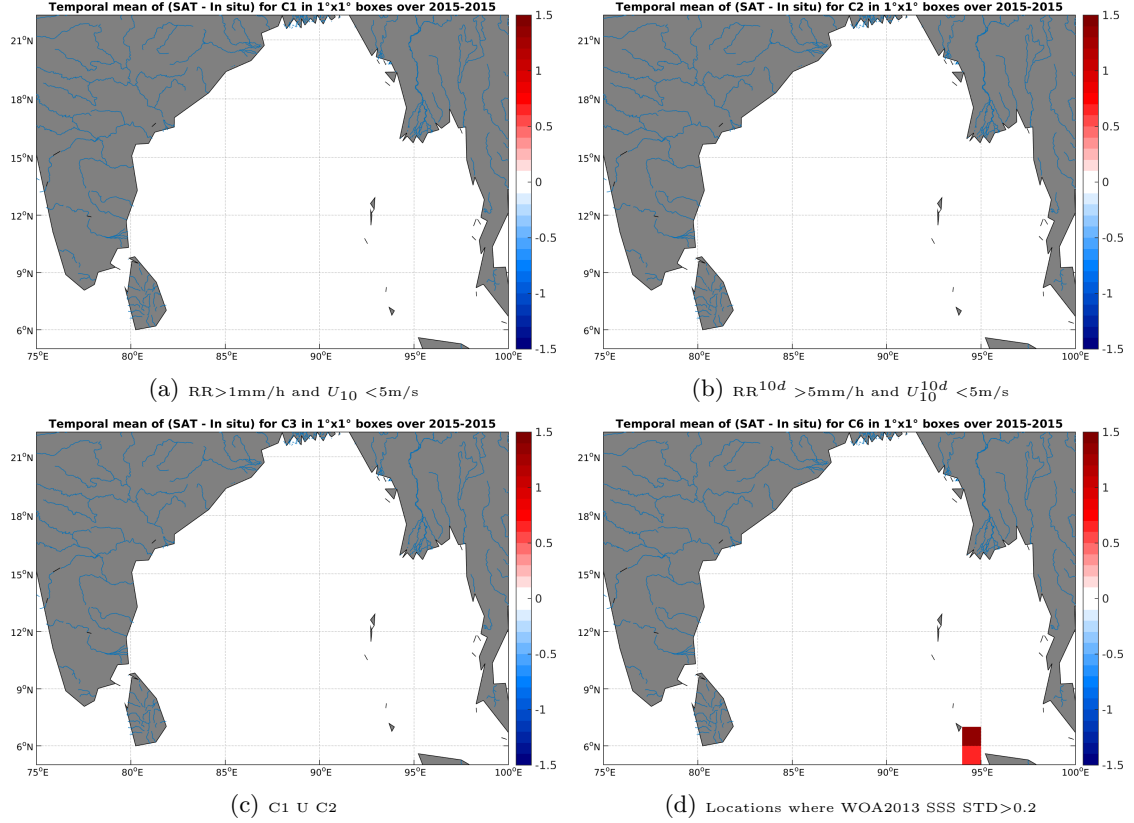 Temporal mean of (SAT - In situ) for C1 in 1°x1° boxes over 2015-2015
21°N
18°N
15°N
12°N
9°N
6°N
75°E 80°E 85°E 90°E 95°E 100°E
1.5
1
0.5
0
-0.5
-1
-1.5
(a) RR>1mm/h and U10 <5m/s
Temporal mean of (SAT - In situ) for C2 in 1°x1° boxes over 2015-2015
21°N
18°N
15°N
12°N
9°N
6°N
75°E 80°E 85°E 90°E 95°E 100°E
1.5
1
0.5
0
-0.5
-1
-1.5
(b) RR^10d >5mm/h and U10^10d <5m/s
Temporal mean of (SAT - In situ) for C3 in 1°x1° boxes over 2015-2015
21°N
18°N
15°N
12°N
9°N
6°N
75°E 80°E 85°E 90°E 95°E 100°E
1.5
1
0.5
0
-0.5
-1
-1.5
(c) C1 U C2
Temporal mean of (SAT - In situ) for C6 in 1°x1° boxes over 2015-2015
21°N
18°N
15°N
12°N
9°N
6°N
75°E 80°E 85°E 90°E 95°E 100°E
1.5
1
0.5
0
-0.5
-1
-1.5
(d) Locations where WOA2013 SSS STD>0.2